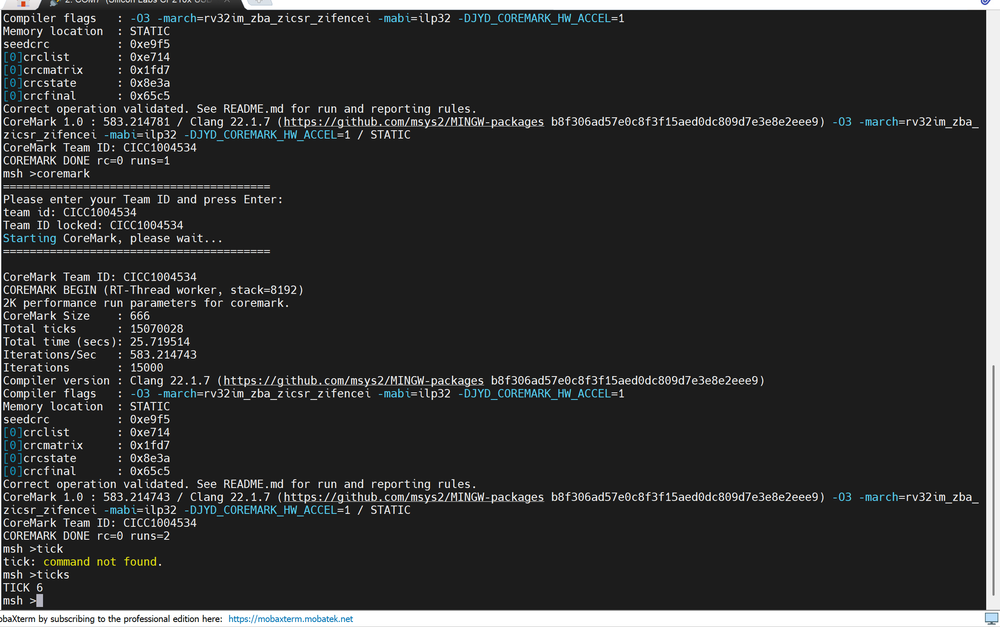 2. COM7 (Silicon Labs CP210x USB
Compiler flags   : -O3 -march=rv32im_zba_zicsr_zifencei -mabi=ilp32 -DJYD_COREMARK_HW_ACCEL=1
Memory location  : STATIC
seedcrc          : 0xe9f5
[0]crclist       : 0xe714
[0]crcmatrix     : 0x1fd7
[0]crcstate      : 0x8e3a
[0]crcfinal      : 0x65c5
Correct operation validated. See README.md for run and reporting rules.
CoreMark 1.0 : 583.214781 / Clang 22.1.7 (https://github.com/msys2/MINGW-packages b8f306ad57e0c8f3f15aed0dc809d7e3e8e2eee9) -O3 -march=rv32im_zba_
zicsr_zifencei -mabi=ilp32 -DJYD_COREMARK_HW_ACCEL=1 / STATIC
CoreMark Team ID: CICC1004534
COREMARK DONE rc=0 runs=1
msh >coremark
========================================
Please enter your Team ID and press Enter:
team id: CICC1004534
Team ID locked: CICC1004534
Starting CoreMark, please wait...
========================================
CoreMark Team ID: CICC1004534
COREMARK BEGIN (RT-Thread worker, stack=8192)
2K performance run parameters for coremark.
CoreMark Size    : 666
Total ticks      : 15070028
Total time (secs): 25.719514
Iterations/Sec   : 583.214743
Iterations       : 15000
Compiler version : Clang 22.1.7 (https://github.com/msys2/MINGW-packages b8f306ad57e0c8f3f15aed0dc809d7e3e8e2eee9)
Compiler flags   : -O3 -march=rv32im_zba_zicsr_zifencei -mabi=ilp32 -DJYD_COREMARK_HW_ACCEL=1
Memory location  : STATIC
seedcrc          : 0xe9f5
[0]crclist       : 0xe714
[0]crcmatrix     : 0x1fd7
[0]crcstate      : 0x8e3a
[0]crcfinal      : 0x65c5
Correct operation validated. See README.md for run and reporting rules.
CoreMark 1.0 : 583.214743 / Clang 22.1.7 (https://github.com/msys2/MINGW-packages b8f306ad57e0c8f3f15aed0dc809d7e3e8e2eee9) -O3 -march=rv32im_zba_
zicsr_zifencei -mabi=ilp32 -DJYD_COREMARK_HW_ACCEL=1 / STATIC
CoreMark Team ID: CICC1004534
COREMARK DONE rc=0 runs=2
msh >tick
tick: command not found.
msh >ticks
TICK 6
msh >
obaXterm by subscribing to the professional edition here: https://mobaxterm.mobatek.net